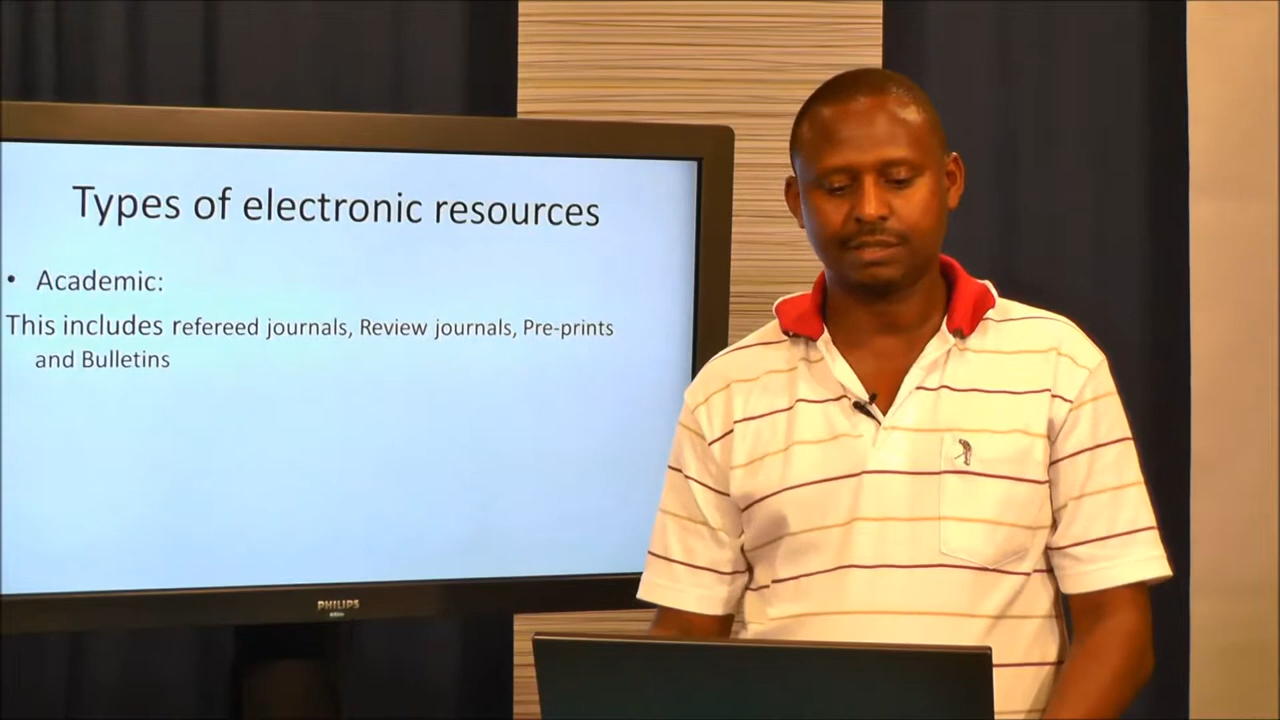 Types of electronic resources
• Academic:
This includes refereed journals, Review journals, Pre-prints
and Bulletins
PHILIPS